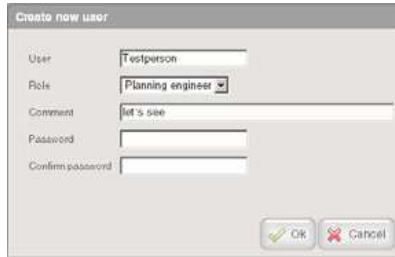 Create new user
User Testperson
Role Planning engineer
Comment let's see
Password
Confirm password
Ok Cancel